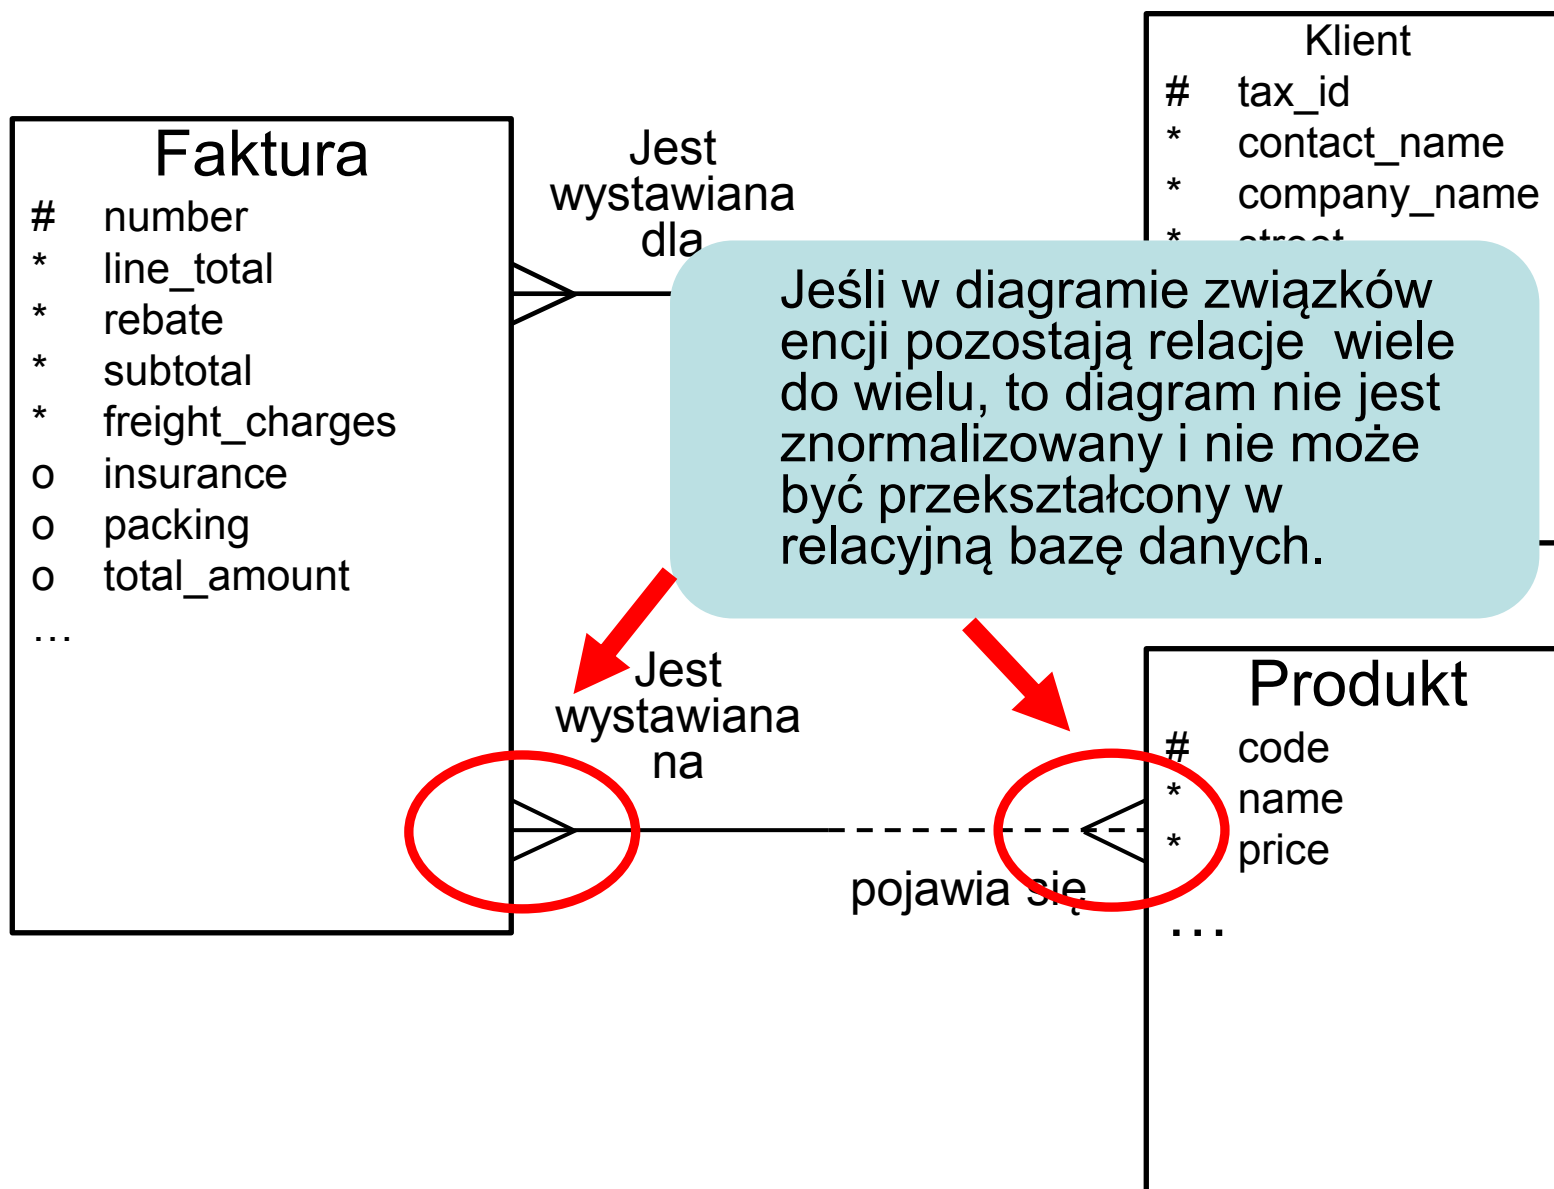 Faktura
# number
* line_total
* rebate
* subtotal
* freight_charges
o insurance
o packing
o total_amount
…
Jest
wystawiana
dla
Klient
# tax_id
* contact_name
* company_name
* street
Jeśli w diagramie związków
encji pozostają relacje wiele
do wielu, to diagram nie jest
znormalizowany i nie może
być przekształcony w
relacyjną bazę danych.
Jest
wystawiana
na
pojawia się
Produkt
# code
* name
* price
…